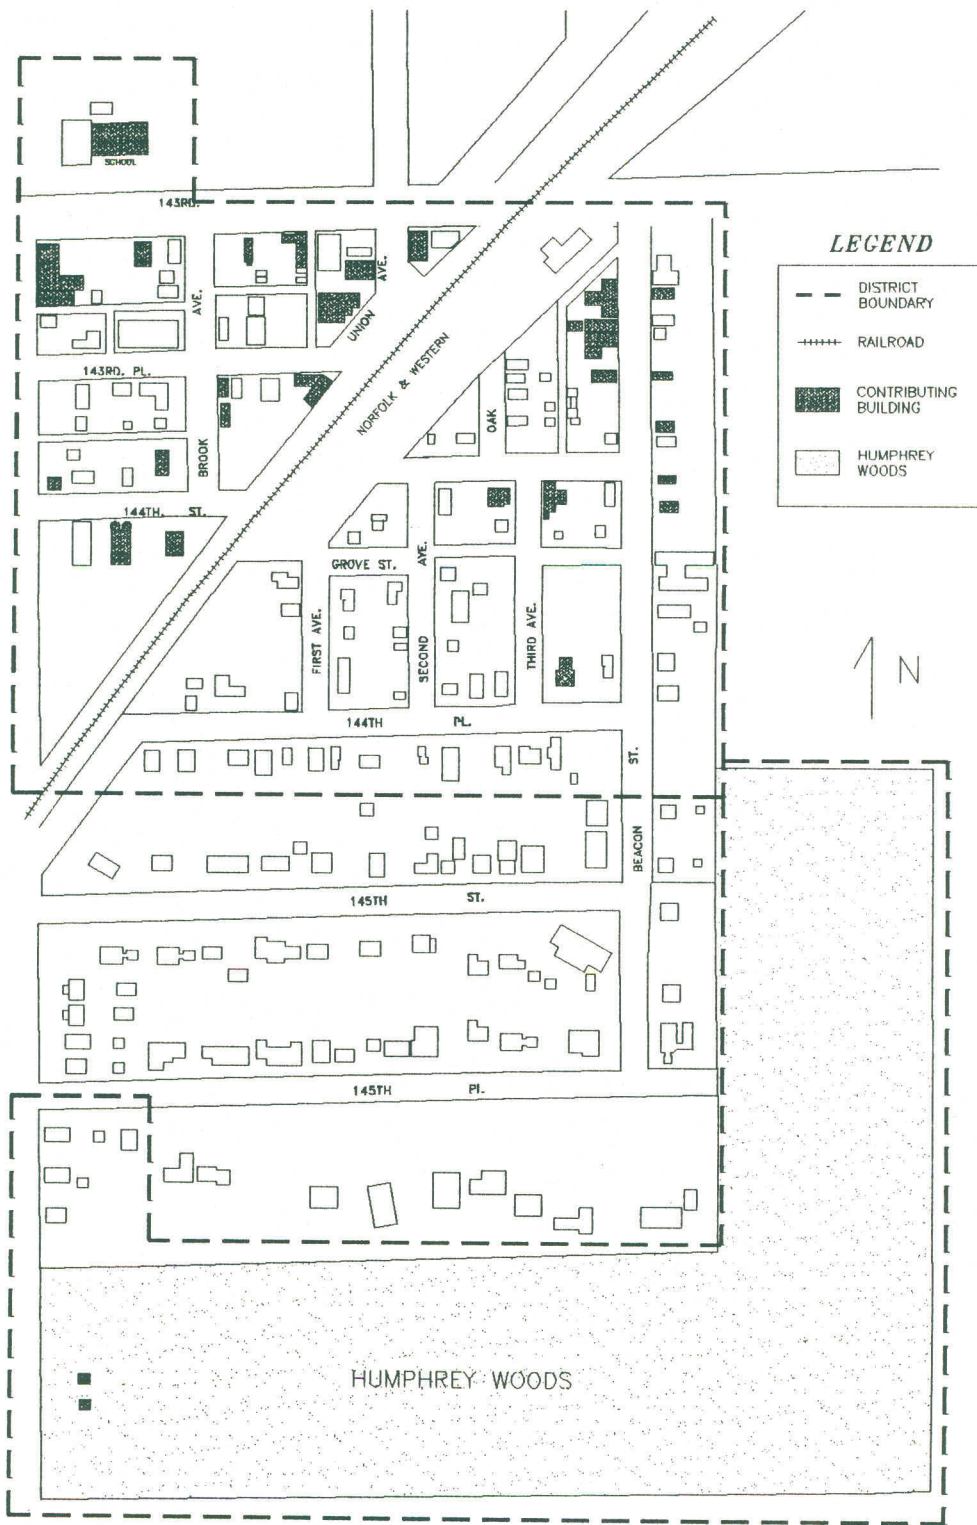 SCHOOL
143RD.
LEGEND
DISTRICT
BOUNDARY
RAILROAD
CONTRIBUTING
BUILDING
HUMPHREY
WOODS
AVE.
UNION
AVE.
NORFOLK & WESTERN
143RD. PL.
BROOK
OAK
144TH. ST.
GROVE ST.
AVE.
FIRST AVE.
SECOND
THIRD AVE.
N
144TH PL.
ST.
BEACON
145TH ST.
145TH Pl.
HUMPHREY WOODS